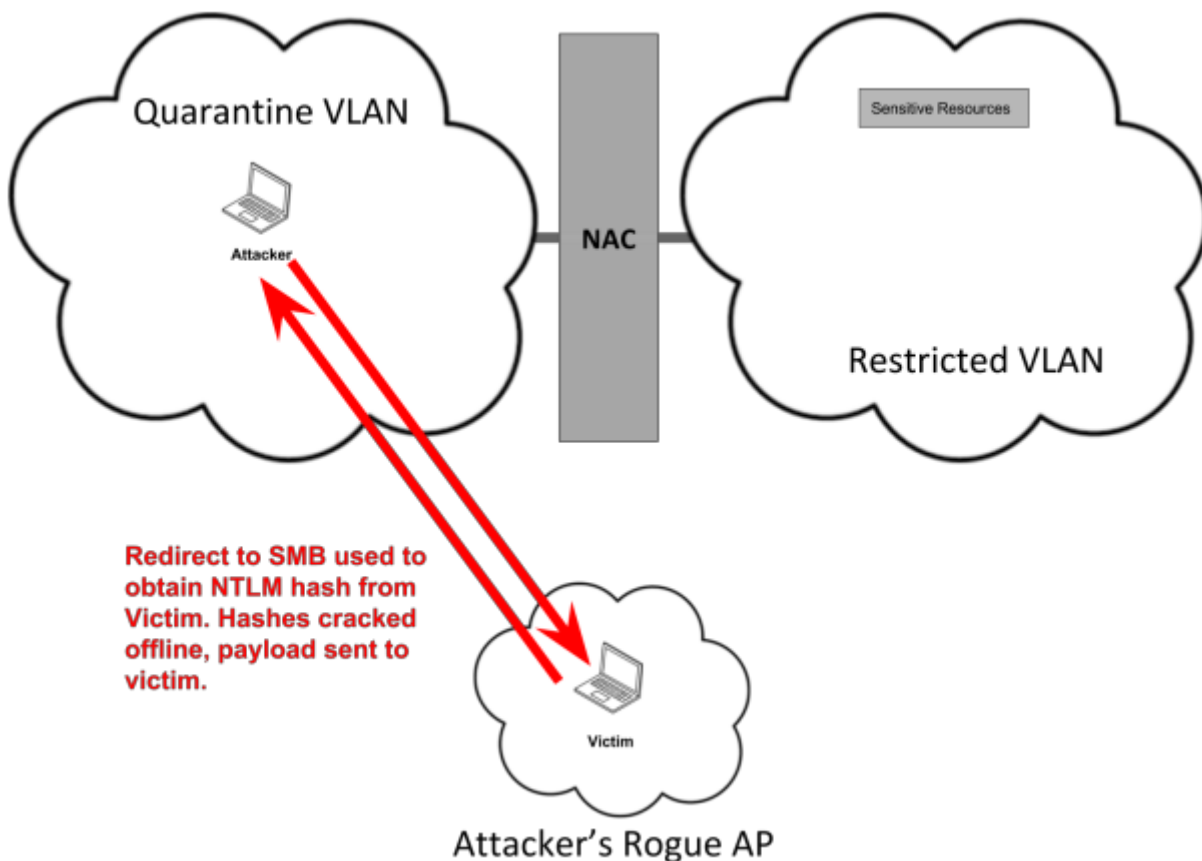 Quarantine VLAN
Sensitive Resources
Attacker
NAC
Restricted VLAN
Redirect to SMB used to
obtain NTLM hash from
Victim. Hashes cracked
offline, payload sent to
victim.
Victim
Attacker's Rogue AP